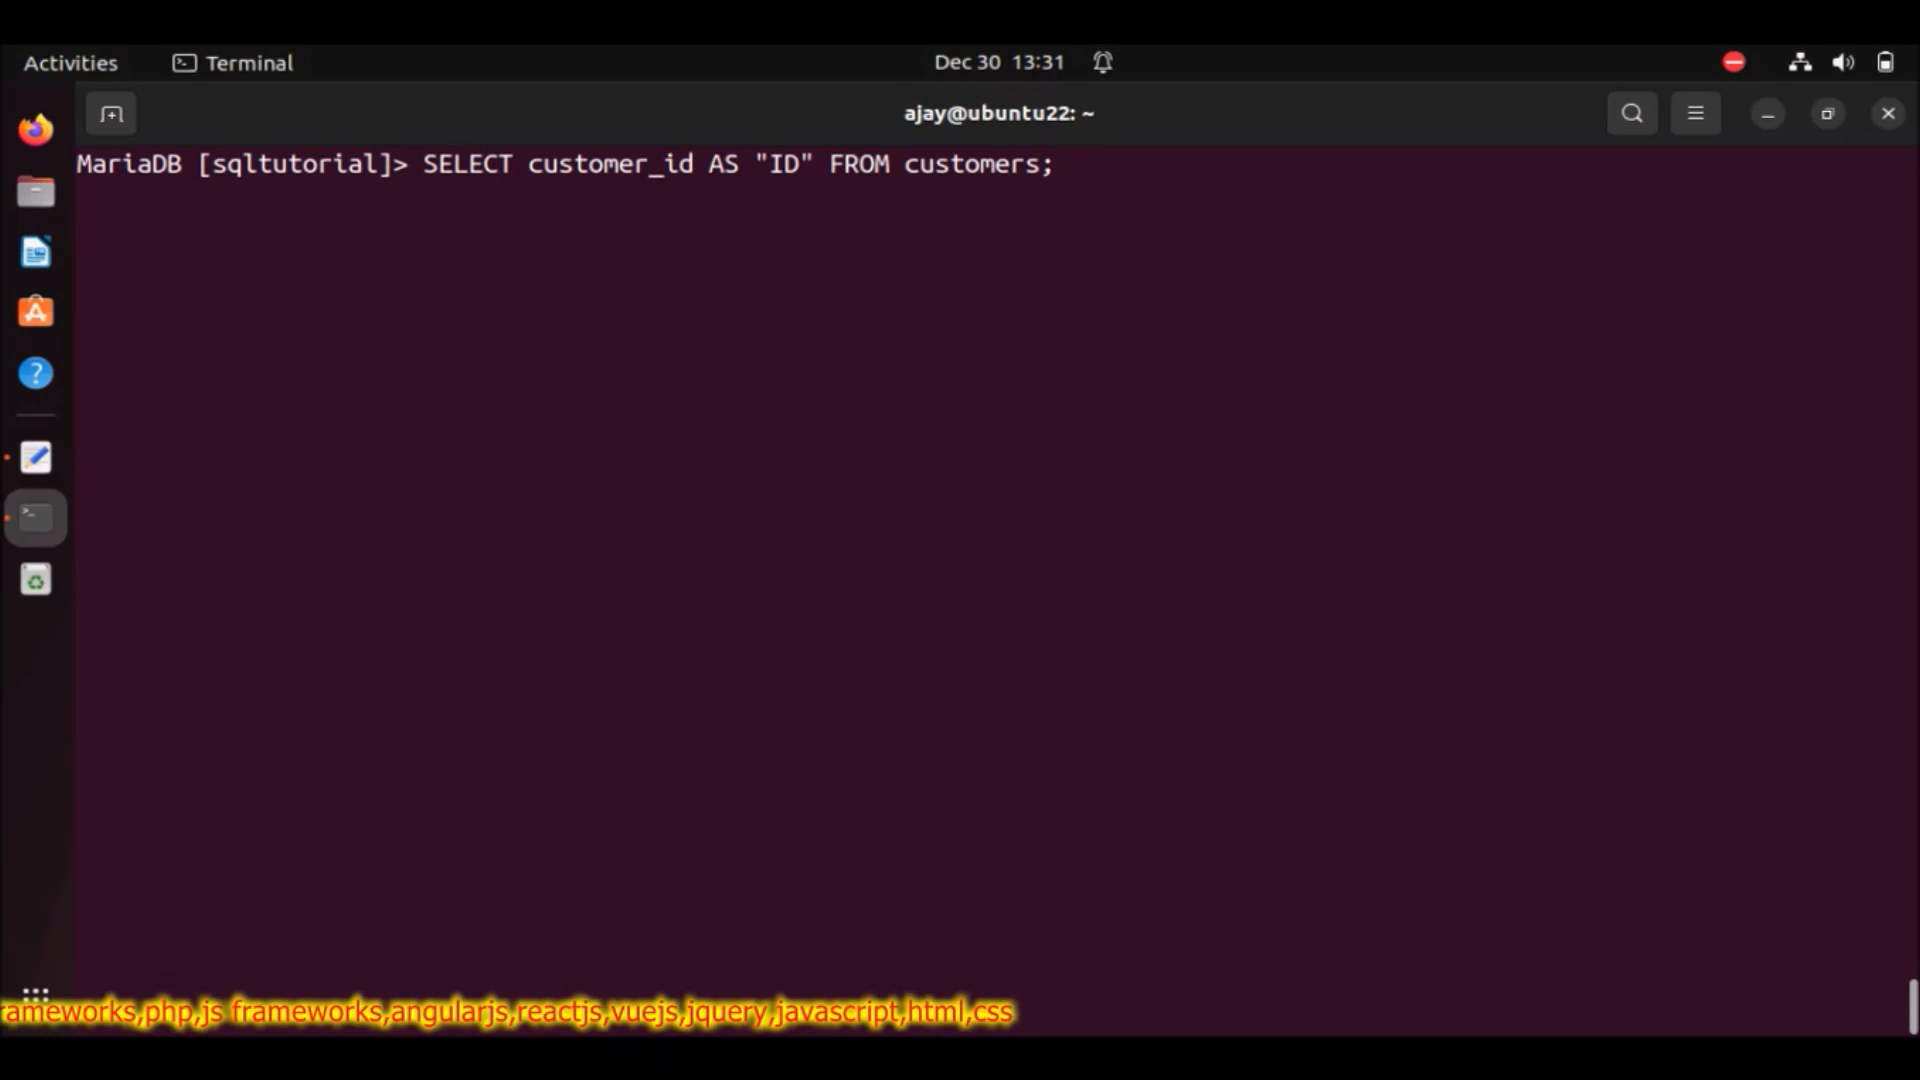 Activities
Terminal
Dec 30 13:31
ajay@ubuntu22: ~
MariaDB [sqltutorial]> SELECT customer_id AS "ID" FROM customers;
ameworks,php,js frameworks,angularjs,reactjs,vuejs,jquery,javascript,html,css